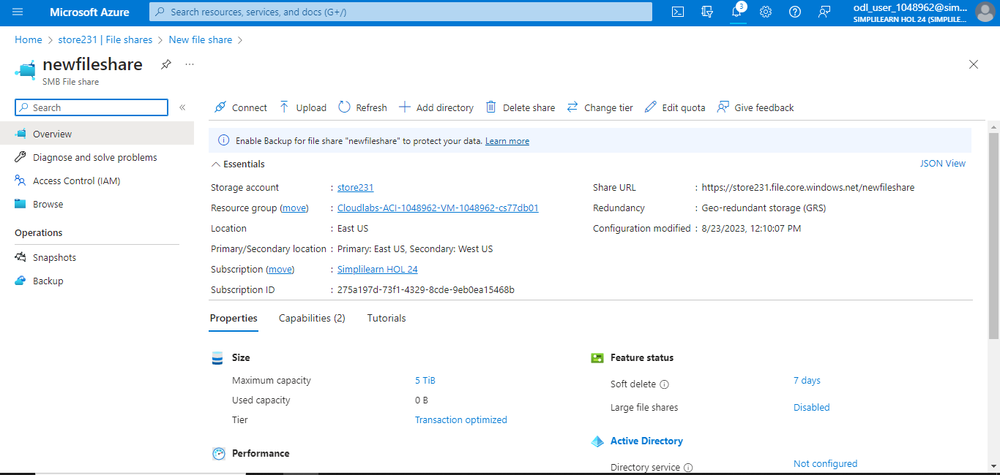 Microsoft Azure
Search resources, services, and docs (G+/)
3
odl_user_1048962@sim...
SIMPLILEARN HOL 24 (SIMPLILE...
Home > store231 | File shares > New file share >
newfileshare
SMB File share
Search
«
Overview
Diagnose and solve problems
Access Control (IAM)
Browse
Operations
Snapshots
Backup
Connect Upload Refresh Add directory Delete share Change tier Edit quota Give feedback
Enable Backup for file share "newfileshare" to protect your data. Learn more
Essentials
JSON View
Storage account : store231
Resource group (move) : Cloudlabs-ACI-1048962-VM-1048962-cs77db01
Location : East US
Primary/Secondary location : Primary: East US, Secondary: West US
Subscription (move) : Simplilearn HOL 24
Subscription ID : 275a197d-73f1-4329-8cde-9eb0ea15468b
Share URL : https://store231.file.core.windows.net/newfileshare
Redundancy : Geo-redundant storage (GRS)
Configuration modified : 8/23/2023, 12:10:07 PM
Properties Capabilities (2) Tutorials
Size
Maximum capacity 5 TiB
Used capacity 0 B
Tier Transaction optimized
Performance
Feature status
Soft delete 7 days
Large file shares Disabled
Active Directory
Directory service Not configured